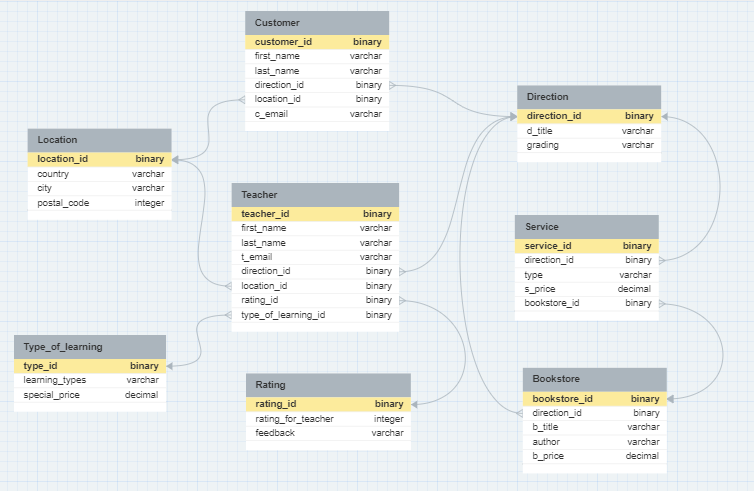 Customer
customer_id binary
first_name varchar
last_name varchar
direction_id binary
location_id binary
c_email varchar
Direction
direction_id binary
d_title varchar
grading varchar
Location
location_id binary
country varchar
city varchar
postal_code integer
Teacher
teacher_id binary
first_name varchar
last_name varchar
t_email varchar
direction_id binary
location_id binary
rating_id binary
type_of_learning_id binary
Service
service_id binary
direction_id binary
type varchar
s_price decimal
bookstore_id binary
Type_of_learning
type_id binary
learning_types varchar
special_price decimal
Rating
rating_id binary
rating_for_teacher integer
feedback varchar
Bookstore
bookstore_id binary
direction_id binary
b_title varchar
author varchar
b_price decimal